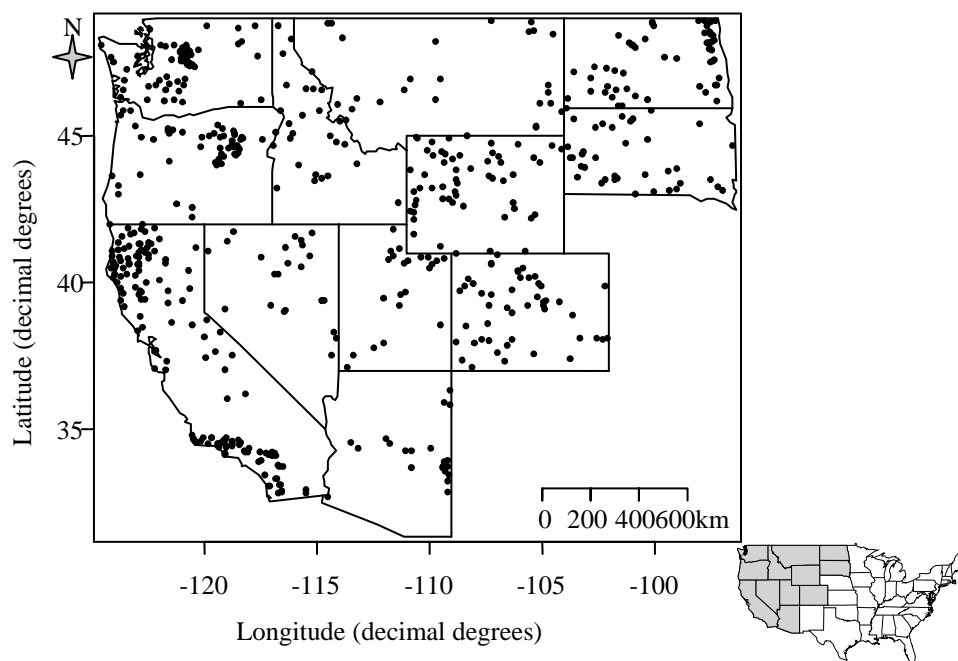 N
Latitude (decimal degrees)
45
40
35
0 200 400600km
-120 -115 -110 -105 -100
Longitude (decimal degrees)